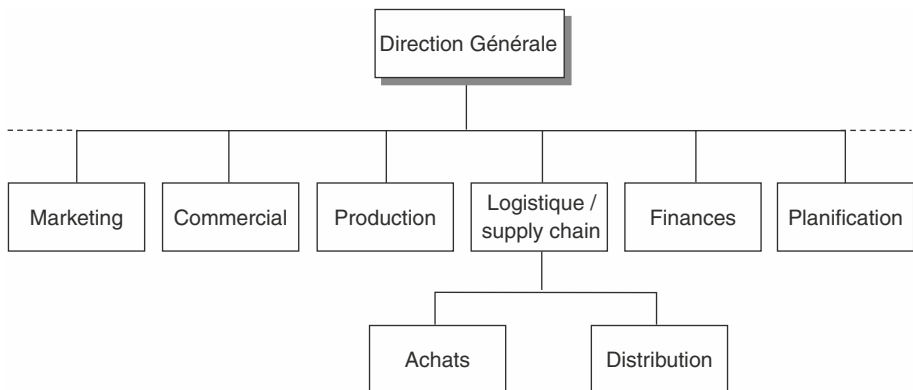 Direction Générale
Marketing
Commercial
Production
Logistique /
supply chain
Finances
Planification
Achats
Distribution